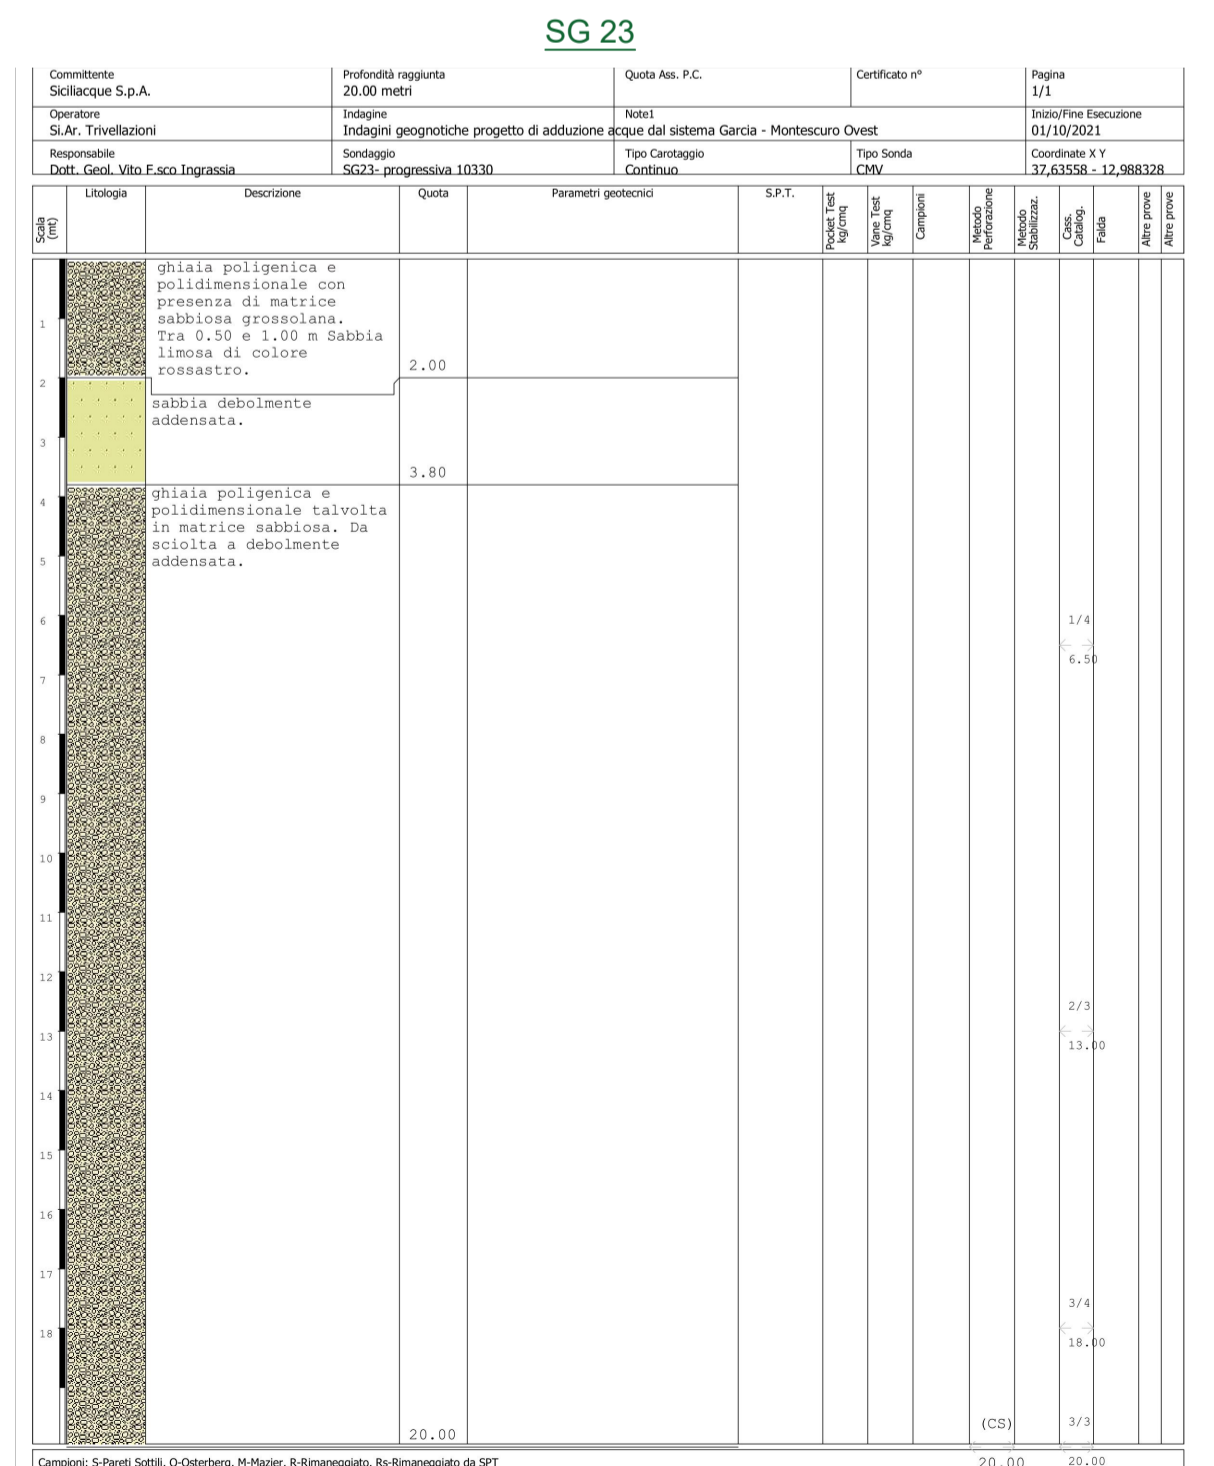 SG 23
Committente
Siciliacque S.p.A.
Profondità raggiunta
20.00 metri
Quota Ass. P.C.
Certificato n°
Pagina
1/1
Operatore
Si.Ar. Trivellazioni
Indagine
Indagini geognotiche progetto di adduzione acque dal sistema Garcia - Montescuro Ovest
Note1
Inizio/Fine Esecuzione
01/10/2021
Responsabile
Dott. Geol. Vito F.sco Ingrassia
Sondaggio
SG23- progressiva 10330
Tipo Carotaggio
Continuo
Tipo Sonda
CMV
Coordinate X Y
37,63558 - 12,988328
Scala
(mt)
Litologia
Descrizione
Quota
Parametri geotecnici
S.P.T.
Pocket Test
kg/cmq
Vane Test
kg/cmq
Campioni
Metodo
Perforazione
Metodo
Stabilizzaz.
Cass.
Catalog.
Falda
Altre prove
Altre prove
ghiaia poligenica e
polidimensionale con
presenza di matrice
sabbiosa grossolana.
Tra 0.50 e 1.00 m Sabbia
limosa di colore
rossastro.
2.00
sabbia debolmente
addensata.
3.80
ghiaia poligenica e
polidimensionale talvolta
in matrice sabbiosa. Da
sciolta a debolmente
addensata.
20.00
1
2
3
4
5
6
7
8
9
10
11
12
13
14
15
16
17
18
1/4
6.50
2/3
13.00
3/4
18.00
(CS)
3/3
20.00
20.00
Campioni: S-Pareti Sottili, O-Osterberg, M-Mazier, R-Rimaneggiato, Rs-Rimaneggiato da SPT